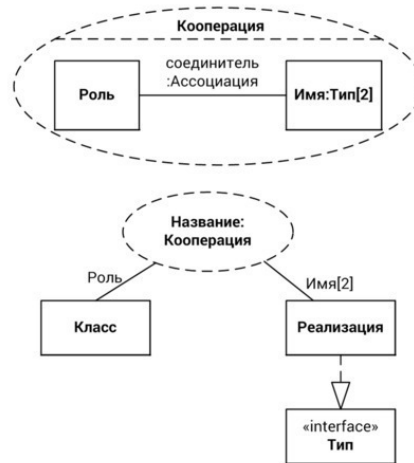 Кооперация
соединитель
:Ассоциация
Роль
Имя:Тип[2]
Название:
Кооперация
Роль
Имя[2]
Класс
Реализация
«interface»
Тип